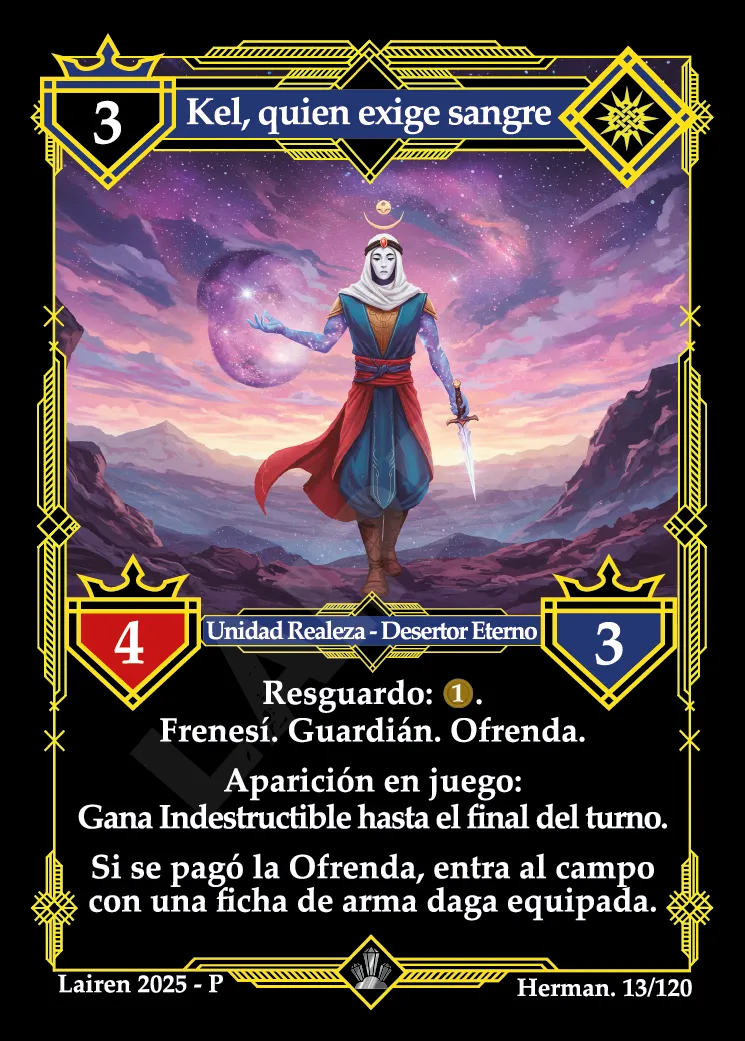 3
Kel, quien exige sangre
4
Unidad Realeza - Desertor Eterno
3
Resguardo: 1.
Frenesí. Guardián. Ofrenda.
Aparición en juego:
Gana Indestructible hasta el final del turno.
Si se pagó la Ofrenda, entra al campo
con una ficha de arma daga equipada.
Lairen 2025 - P
Herman. 13/120